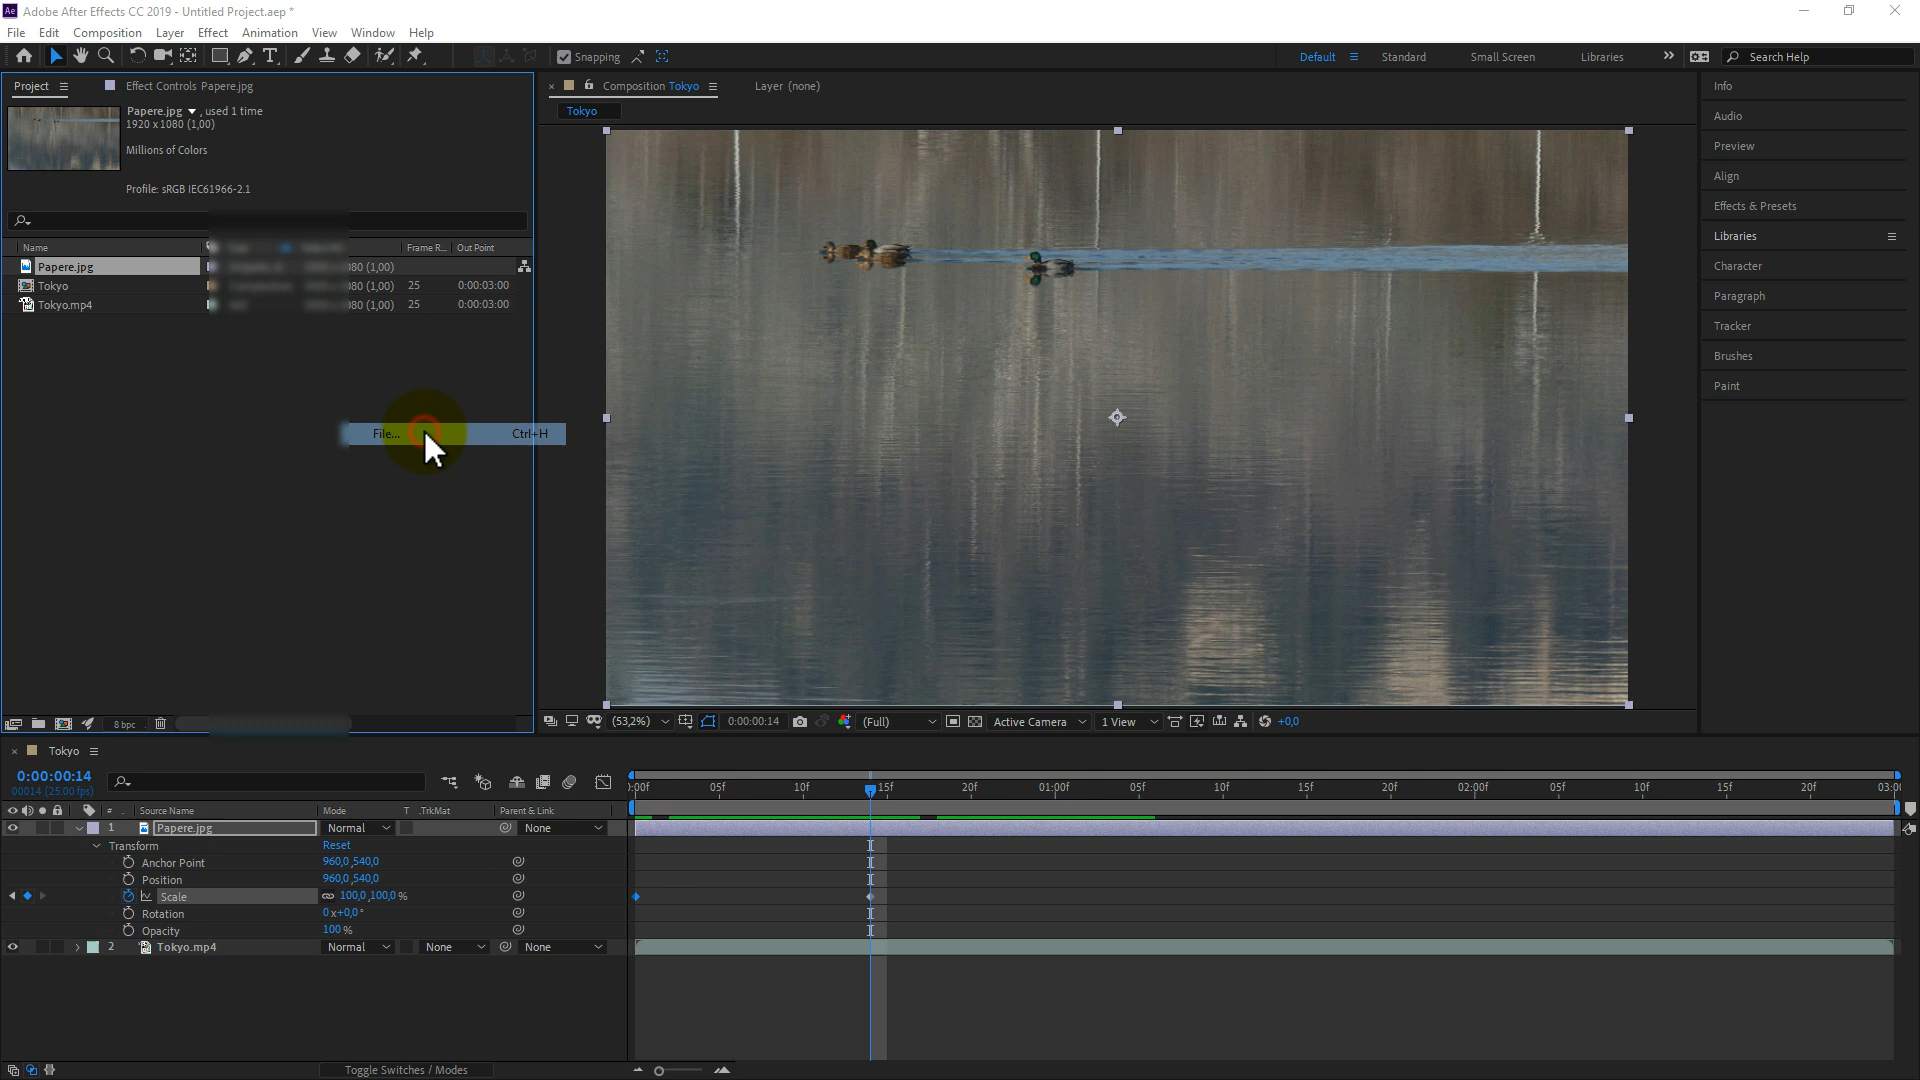 Adobe After Effects CC 2019 - Untitled Project.aep *
File Edit Composition Layer Effect Animation View Window Help
Snapping
Default Standard Small Screen Libraries Search Help
Project Effect Controls Papere.jpg
Composition Tokyo Layer (none)
Papere.jpg , used 1 time
1920 x 1080 (1,00)
Millions of Colors
Profile: sRGB IEC61966-2.1
Tokyo
Name Frame R... Out Point
Papere.jpg 80 (1,00)
Tokyo 80 (1,00) 25 0:00:03:00
Tokyo.mp4 80 (1,00) 25 0:00:03:00
File... Ctrl+H
Info
Audio
Preview
Align
Effects & Presets
Libraries
Character
Paragraph
Tracker
Brushes
Paint
8 bpc
(53,2%) 0:00:00:14 (Full) Active Camera 1 View +0,0
Tokyo
0:00:00:14
00014 (25.00 fps)
:00f 05f 10f 15f 20f 01:00f 05f 10f 15f 20f 02:00f 05f 10f 15f 20f 03:0
# Source Name Mode T .TrkMat Parent & Link
1 Papere.jpg Normal None
Transform Reset
Anchor Point 960,0 ,540,0
Position 960,0 ,540,0
Scale 100,0 ,100,0 %
Rotation 0 x+0,0 °
Opacity 100 %
2 Tokyo.mp4 Normal None None
Toggle Switches / Modes